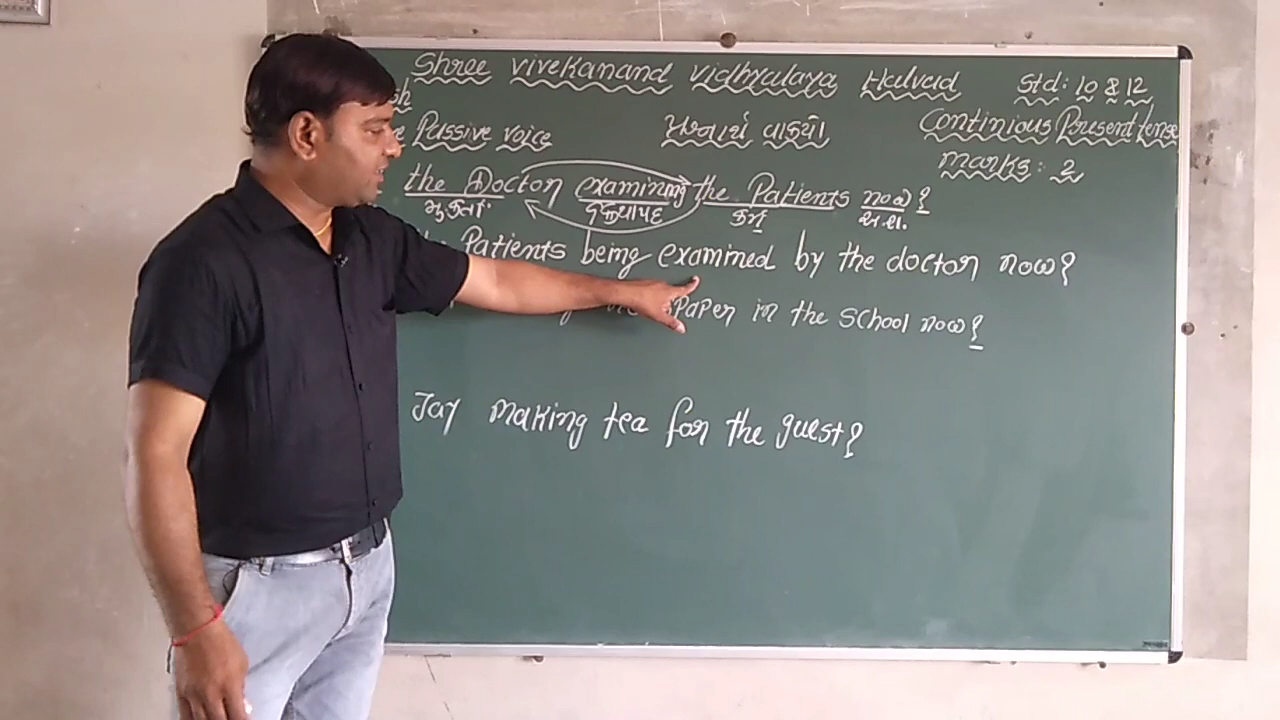 Shree Vivekanand Vidhyalaya Halvad Std: 10 & 12
Passive voice પ્રશ્નાર્થ વાક્યો Continious Present tense
Marks: 2
the Doctor examining the Patients now?
ક્રિયાપદ કર્મ અ.શ.
Patients being examined by the doctor now?
Paper in the school now?
Jay making tea for the guest?